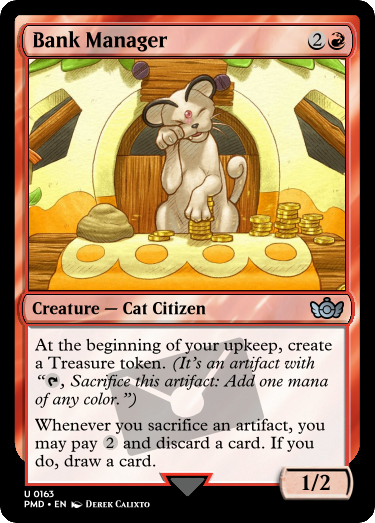 Bank Manager 2
Creature — Cat Citizen
At the beginning of your upkeep, create
a Treasure token. (It's an artifact with
“, Sacrifice this artifact: Add one mana
of any color.”)
Whenever you sacrifice an artifact, you
may pay 2 and discard a card. If you
do, draw a card.
1/2
U 0163
PMD • EN Derek Calixto